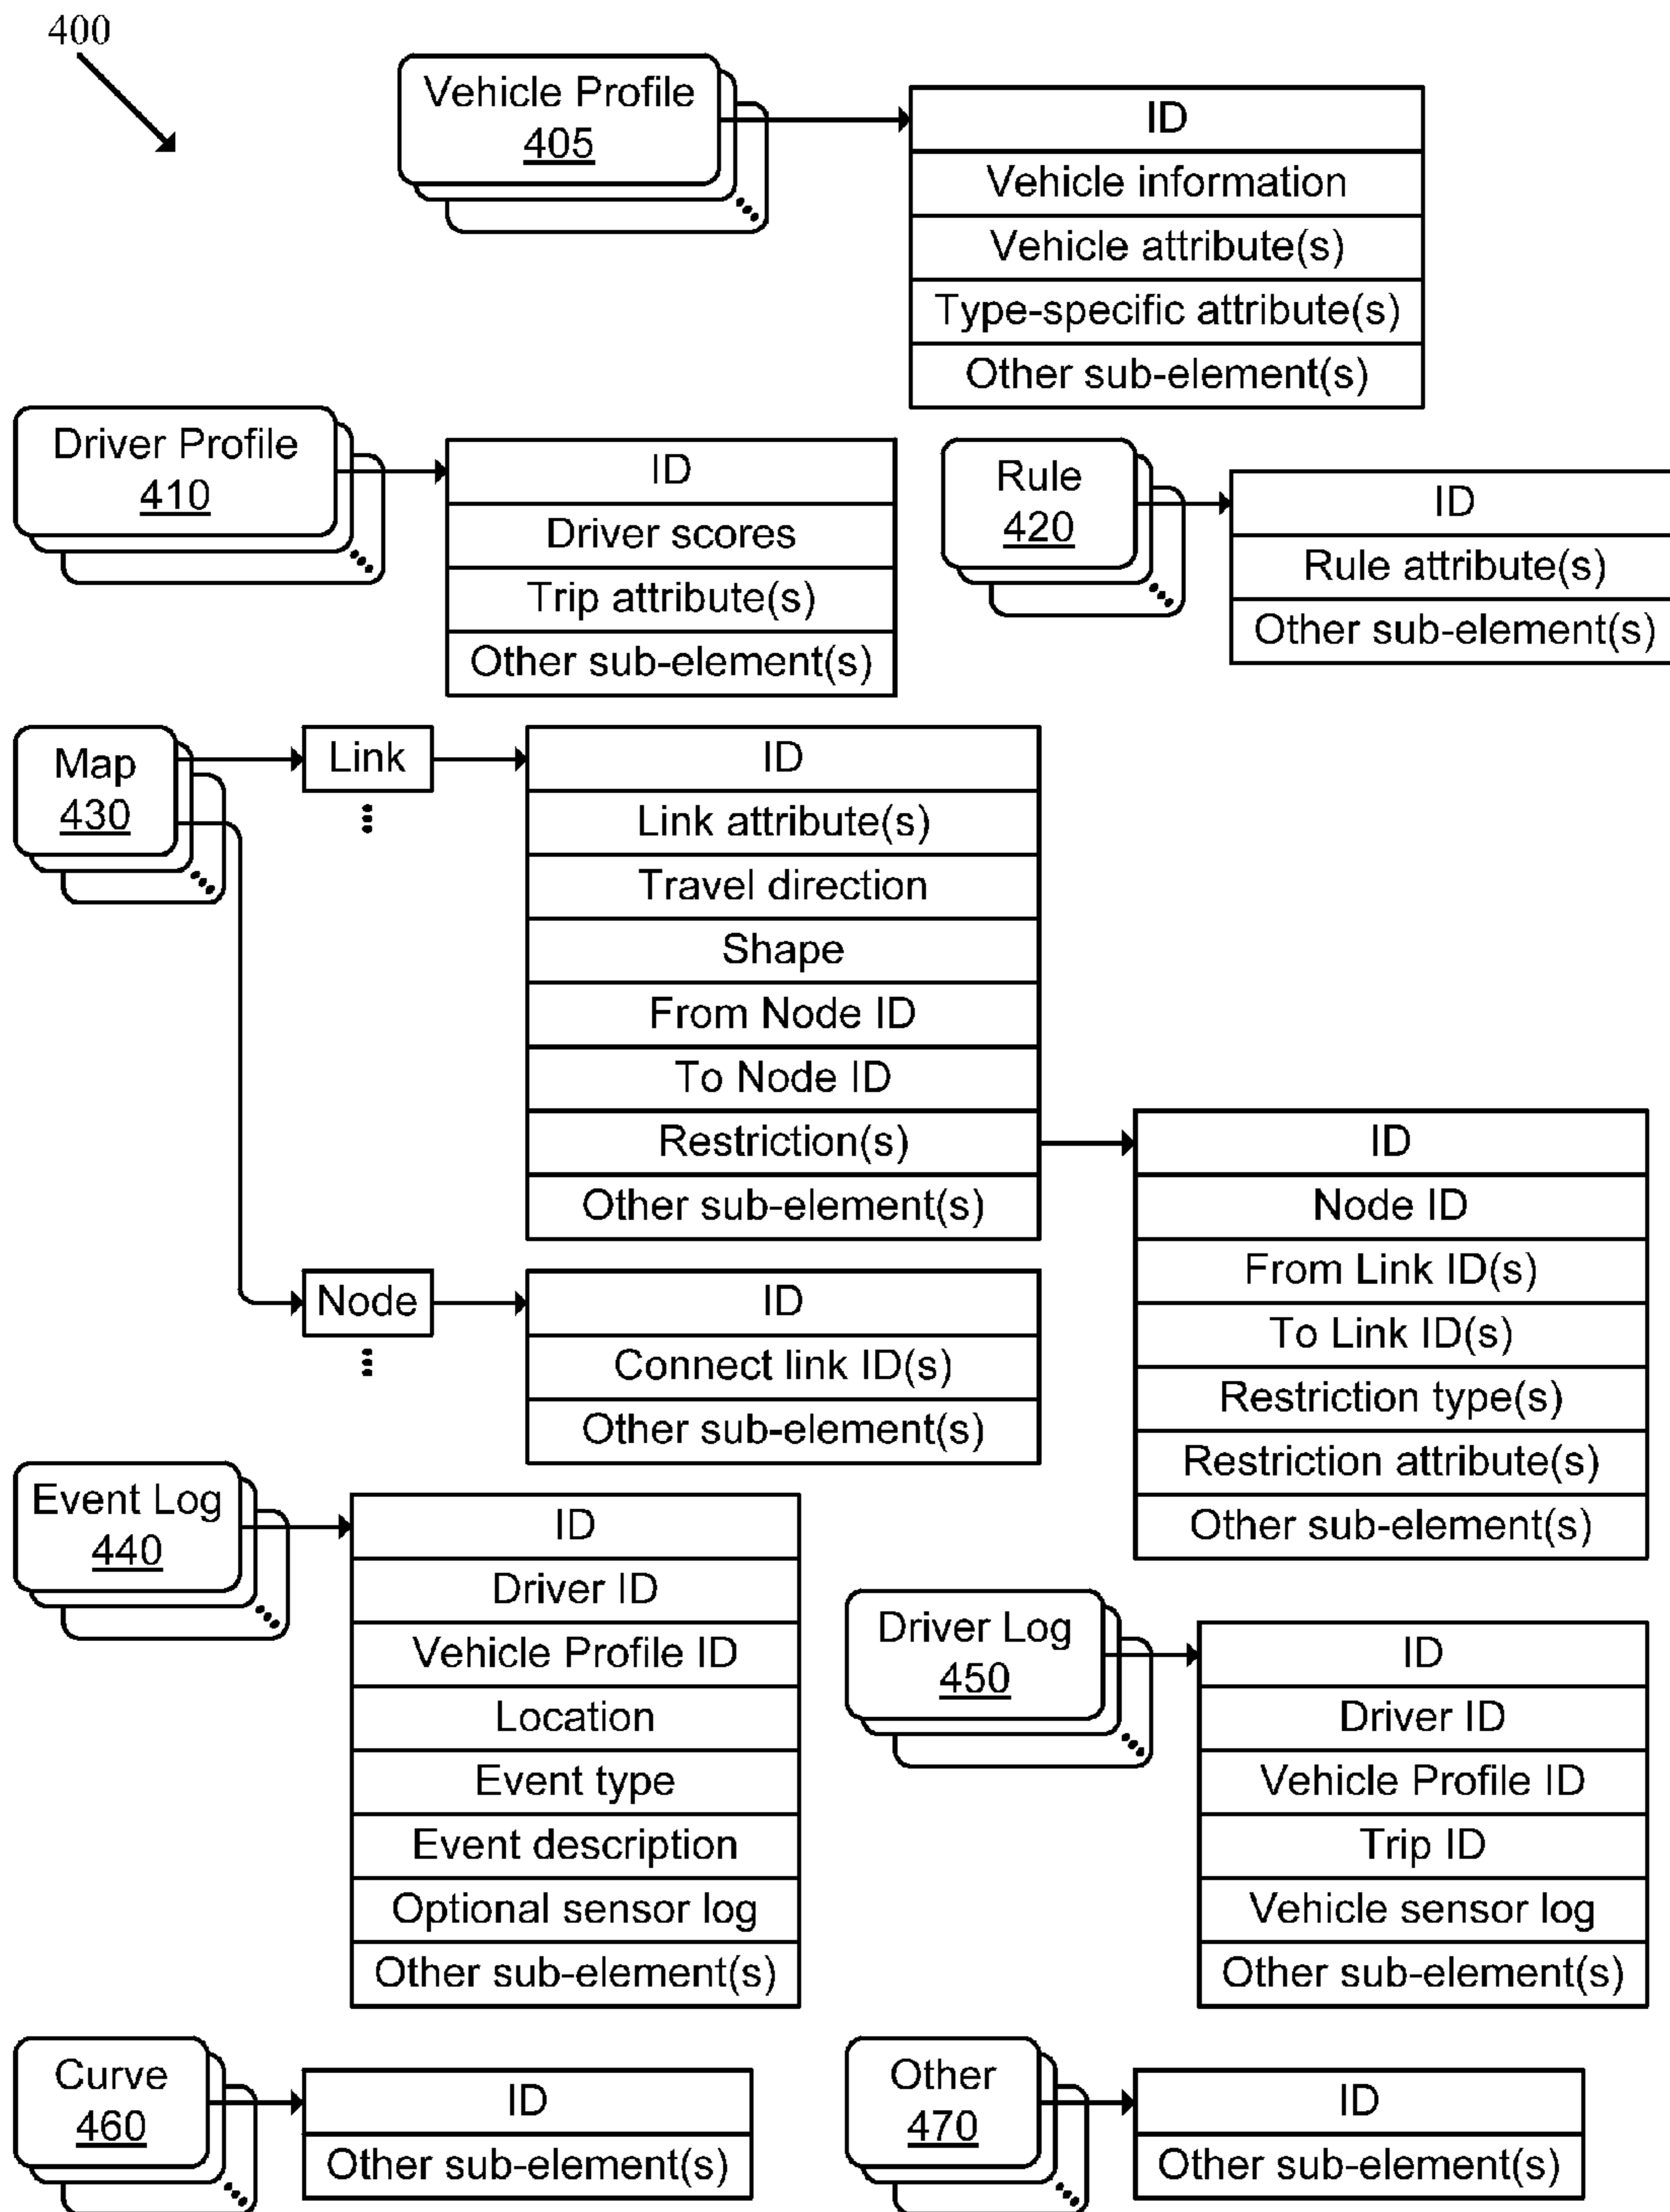 400
Vehicle Profile
405
ID
Vehicle information
Vehicle attribute(s)
Type-specific attribute(s)
Other sub-element(s)
Driver Profile
410
ID
Driver scores
Trip attribute(s)
Other sub-element(s)
Rule
420
ID
Rule attribute(s)
Other sub-element(s)
Map
430
Link
ID
Link attribute(s)
Travel direction
Shape
From Node ID
To Node ID
Restriction(s)
Other sub-element(s)
ID
Node ID
From Link ID(s)
To Link ID(s)
Restriction type(s)
Restriction attribute(s)
Other sub-element(s)
Node
ID
Connect link ID(s)
Other sub-element(s)
Event Log
440
ID
Driver ID
Vehicle Profile ID
Location
Event type
Event description
Optional sensor log
Other sub-element(s)
Driver Log
450
ID
Driver ID
Vehicle Profile ID
Trip ID
Vehicle sensor log
Other sub-element(s)
Curve
460
ID
Other sub-element(s)
Other
470
ID
Other sub-element(s)